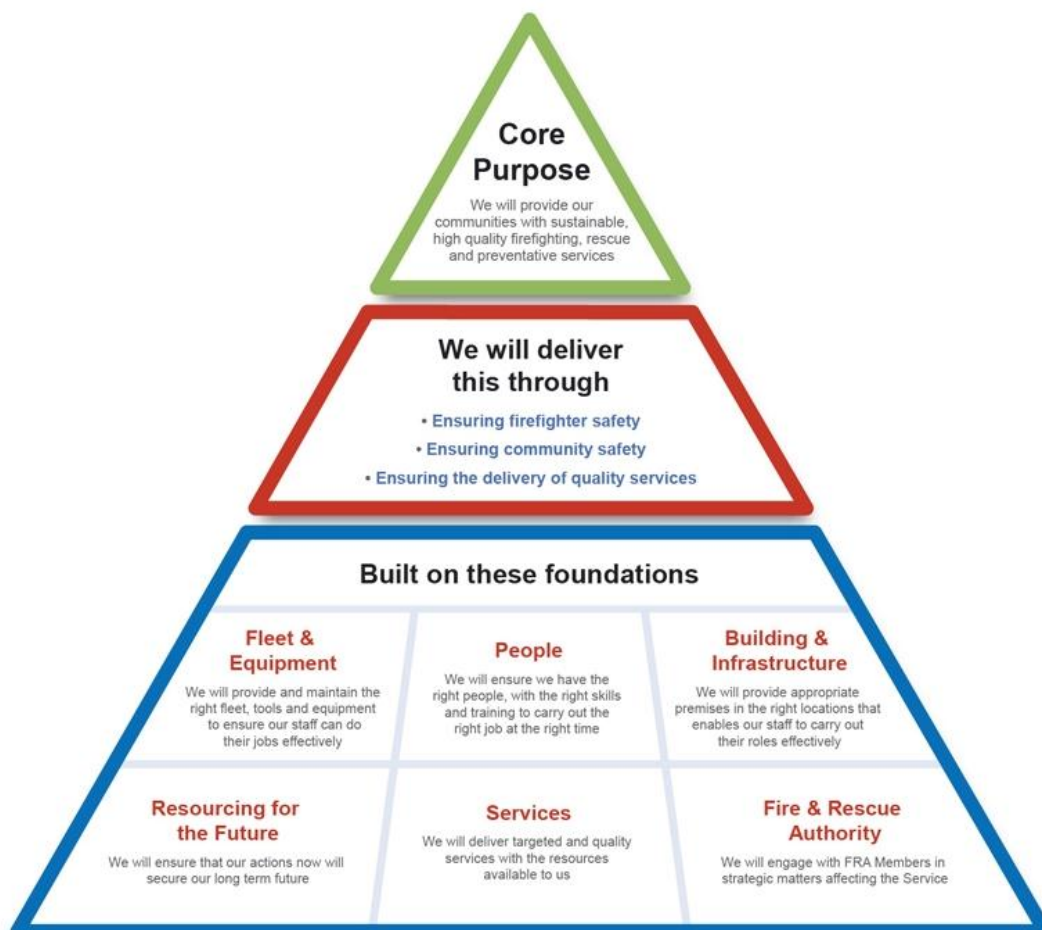 Core
Purpose
We will provide our
communities with sustainable,
high quality firefighting, rescue
and preventative services
We will deliver
this through
• Ensuring firefighter safety
• Ensuring community safety
• Ensuring the delivery of quality services
Built on these foundations
Fleet &
Equipment
We will provide and maintain the
right fleet, tools and equipment
to ensure our staff can do
their jobs effectively
People
We will ensure we have the
right people, with the right skills
and training to carry out the
right job at the right time
Building &
Infrastructure
We will provide appropriate
premises in the right locations that
enables our staff to carry out
their roles effectively
Resourcing for
the Future
We will ensure that our actions now will
secure our long term future
Services
We will deliver targeted and quality
services with the resources
available to us
Fire & Rescue
Authority
We will engage with FRA Members in
strategic matters affecting the Service